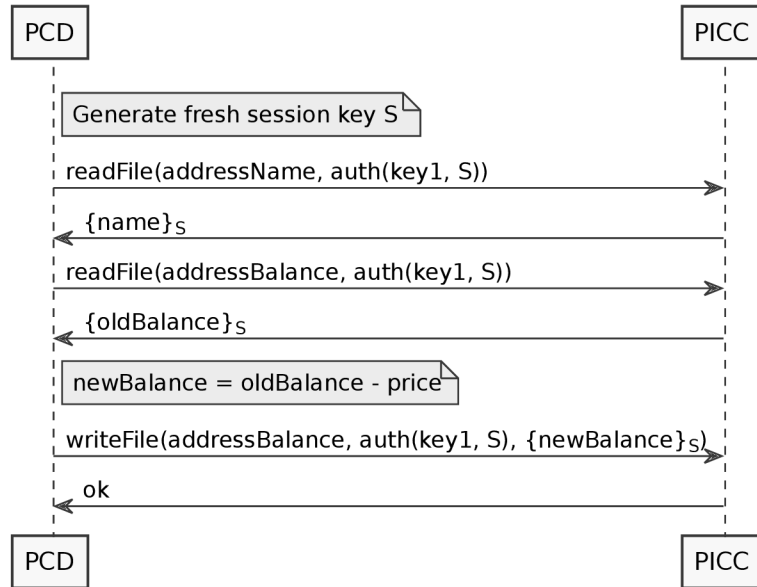 PCD PICC
Generate fresh session key S
readFile(addressName, auth(key1, S))
{name}S
readFile(addressBalance, auth(key1, S))
{oldBalance}S
newBalance = oldBalance - price
writeFile(addressBalance, auth(key1, S), {newBalance}S)
ok
PCD PICC